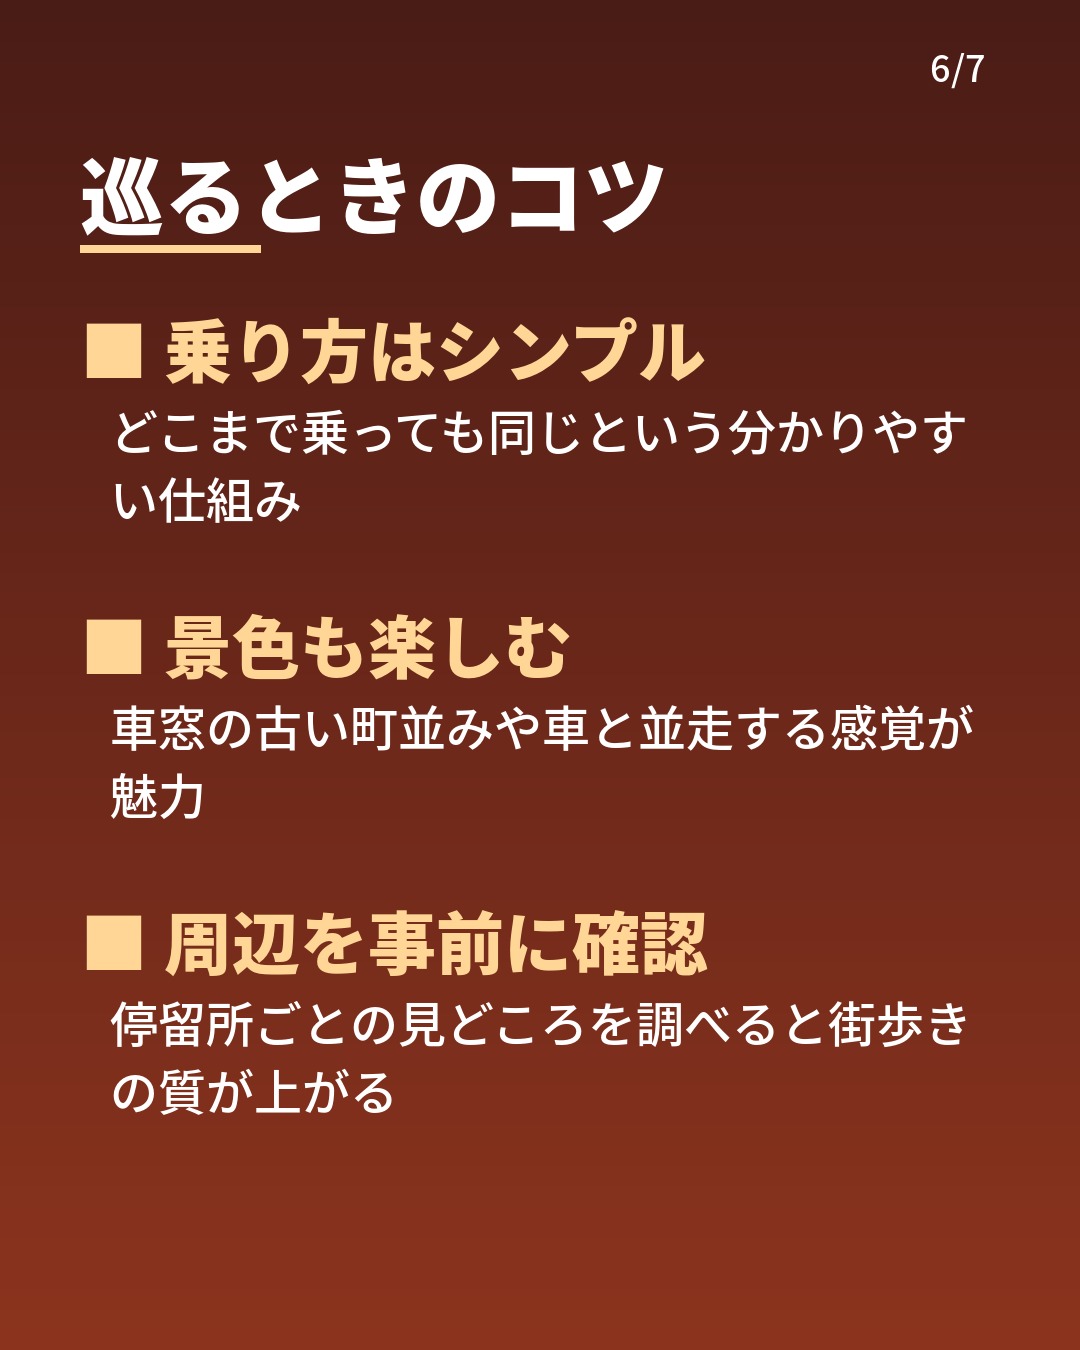 6/7
巡るときのコツ
■ 乗り方はシンプル
どこまで乗っても同じという分かりやす
い仕組み
■ 景色も楽しむ
車窓の古い町並みや車と並走する感覚が
魅力
■ 周辺を事前に確認
停留所ごとの見どころを調べると街歩き
の質が上がる